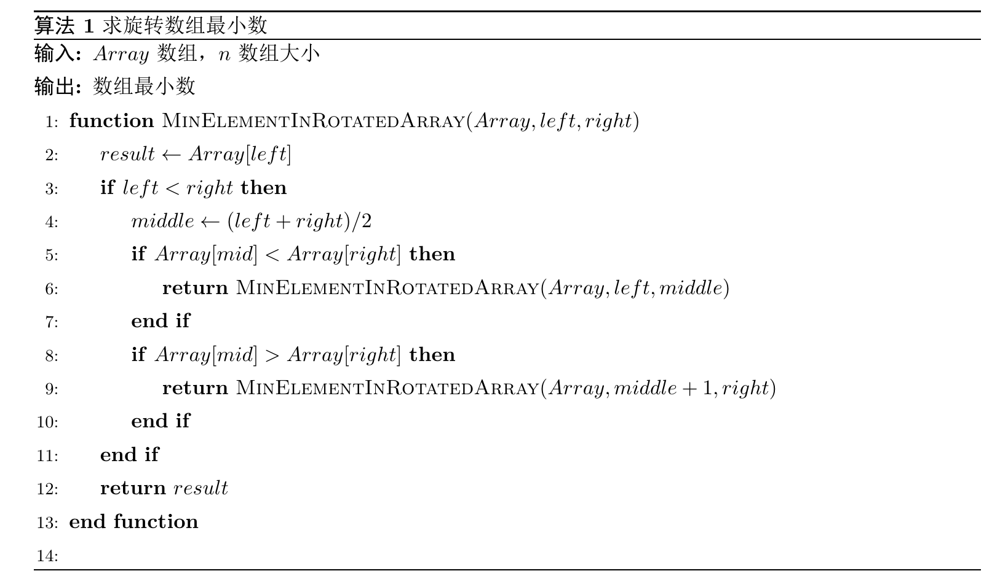 算法 1 求旋转数组最小数
输入: Array 数组，n 数组大小
输出: 数组最小数
1: function MinElementInRotatedArray(Array, left, right)
2: result ← Array[left]
3: if left < right then
4: middle ← (left + right)/2
5: if Array[mid] < Array[right] then
6: return MinElementInRotatedArray(Array, left, middle)
7: end if
8: if Array[mid] > Array[right] then
9: return MinElementInRotatedArray(Array, middle + 1, right)
10: end if
11: end if
12: return result
13: end function
14: